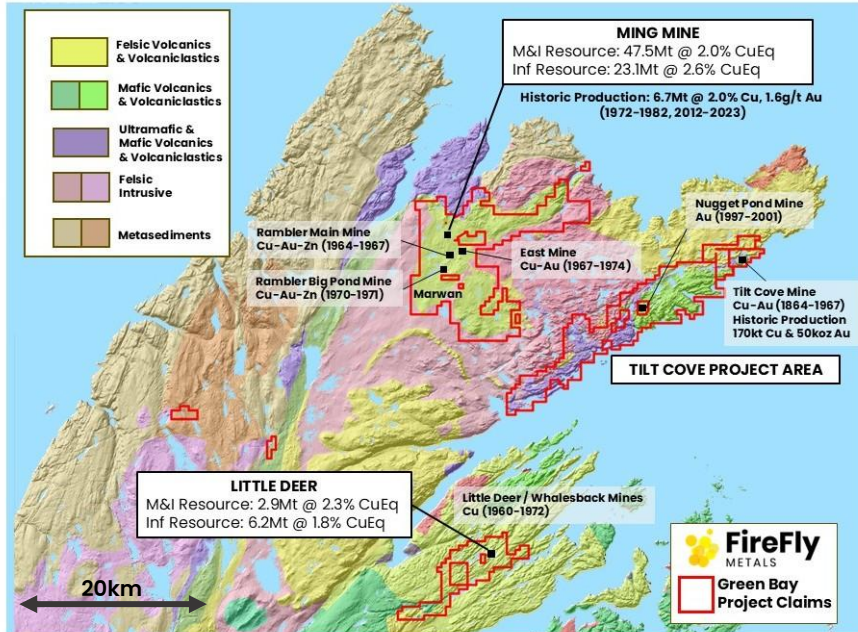 Felsic Volcanics
& Volcaniclastics
Mafic Volcanics
& Volcaniclastics
Ultramafic &
Mafic Volcanics
& Volcaniclastics
Felsic
Intrusive
Metasediments
MING MINE
M&I Resource: 47.5Mt @ 2.0% CuEq
Inf Resource: 23.1Mt @ 2.6% CuEq
Historic Production: 6.7Mt @ 2.0% Cu, 1.6g/t Au
(1972-1982, 2012-2023)
Nugget Pond Mine
Au (1997-2001)
Rambler Main Mine
Cu-Au-Zn (1964-1967)
East Mine
Cu-Au (1967-1974)
Rambler Big Pond Mine
Cu-Au-Zn (1970-1971)
Marwan
Tilt Cove Mine
Cu-Au (1864-1967)
Historic Production
170kt Cu & 50koz Au
TILT COVE PROJECT AREA
LITTLE DEER
M&I Resource: 2.9Mt @ 2.3% CuEq
Inf Resource: 6.2Mt @ 1.8% CuEq
Little Deer / Whalesback Mines
Cu (1960-1972)
20km
FireFly
METALS
Green Bay
Project Claims